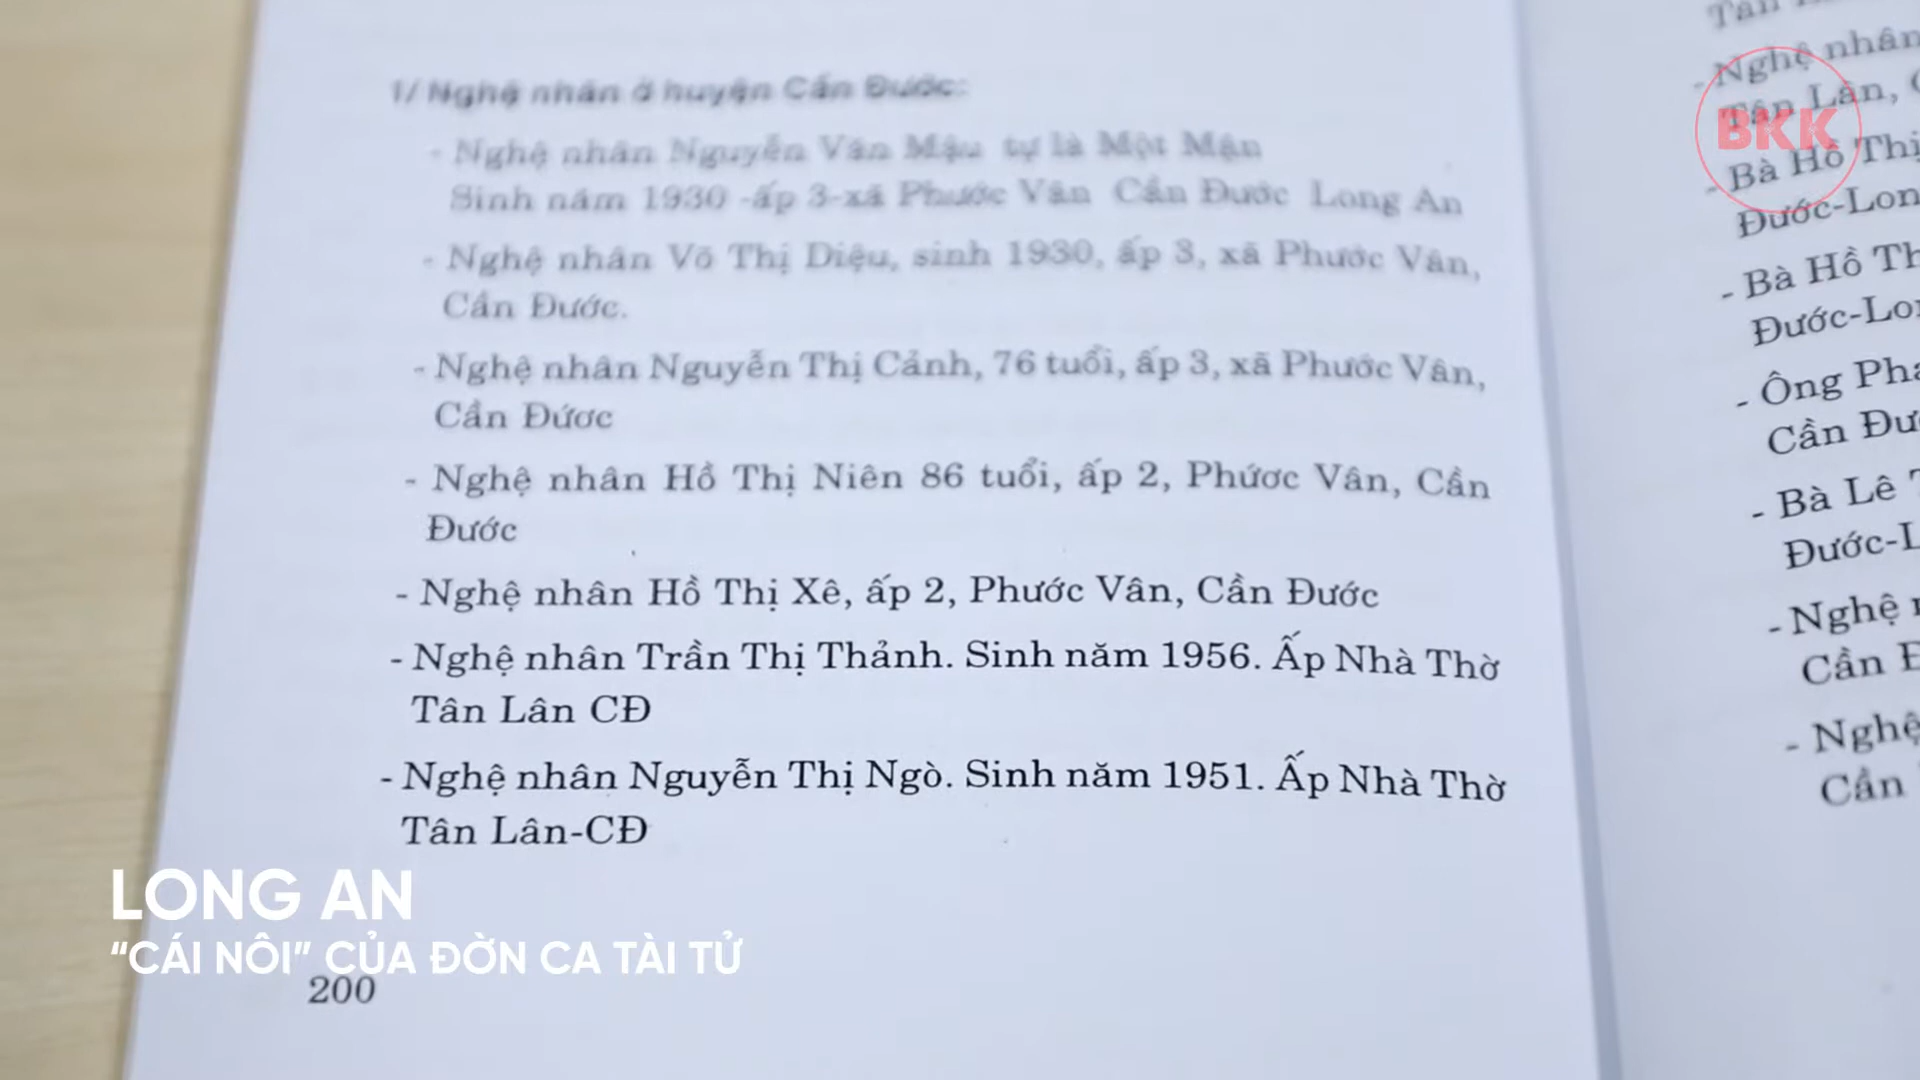 1/ Nghệ nhân ở huyện Cần Đước:
- Nghệ nhân Nguyễn Văn Mậu tự là Một Mận
Sinh năm 1930 -ấp 3-xã Phước Vân Cần Đước Long An
- Nghệ nhân Võ Thị Diệu, sinh 1930, ấp 3, xã Phước Vân,
Cần Đước.
- Nghệ nhân Nguyễn Thị Cảnh, 76 tuổi, ấp 3, xã Phước Vân,
Cần Đứơc
- Nghệ nhân Hồ Thị Niên 86 tuổi, ấp 2, Phứơc Vân, Cần
Đước
- Nghệ nhân Hồ Thị Xê, ấp 2, Phước Vân, Cần Đước
- Nghệ nhân Trần Thị Thảnh. Sinh năm 1956. Ấp Nhà Thờ
Tân Lân CĐ
- Nghệ nhân Nguyễn Thị Ngò. Sinh năm 1951. Ấp Nhà Thờ
Tân Lân-CĐ
200
Tân
- Nghệ nhân
Tân Lân,
- Bà Hồ Thị
Đước-Lon
- Bà Hồ Th
Đước-Lon
- Ông Phạ
Cần Đư
- Bà Lê
Đước-L
- Nghệ
Cần Đ
- Nghệ
Cần
BKK
LONG AN
“CÁI NÔI” CỦA ĐỜN CA TÀI TỬ